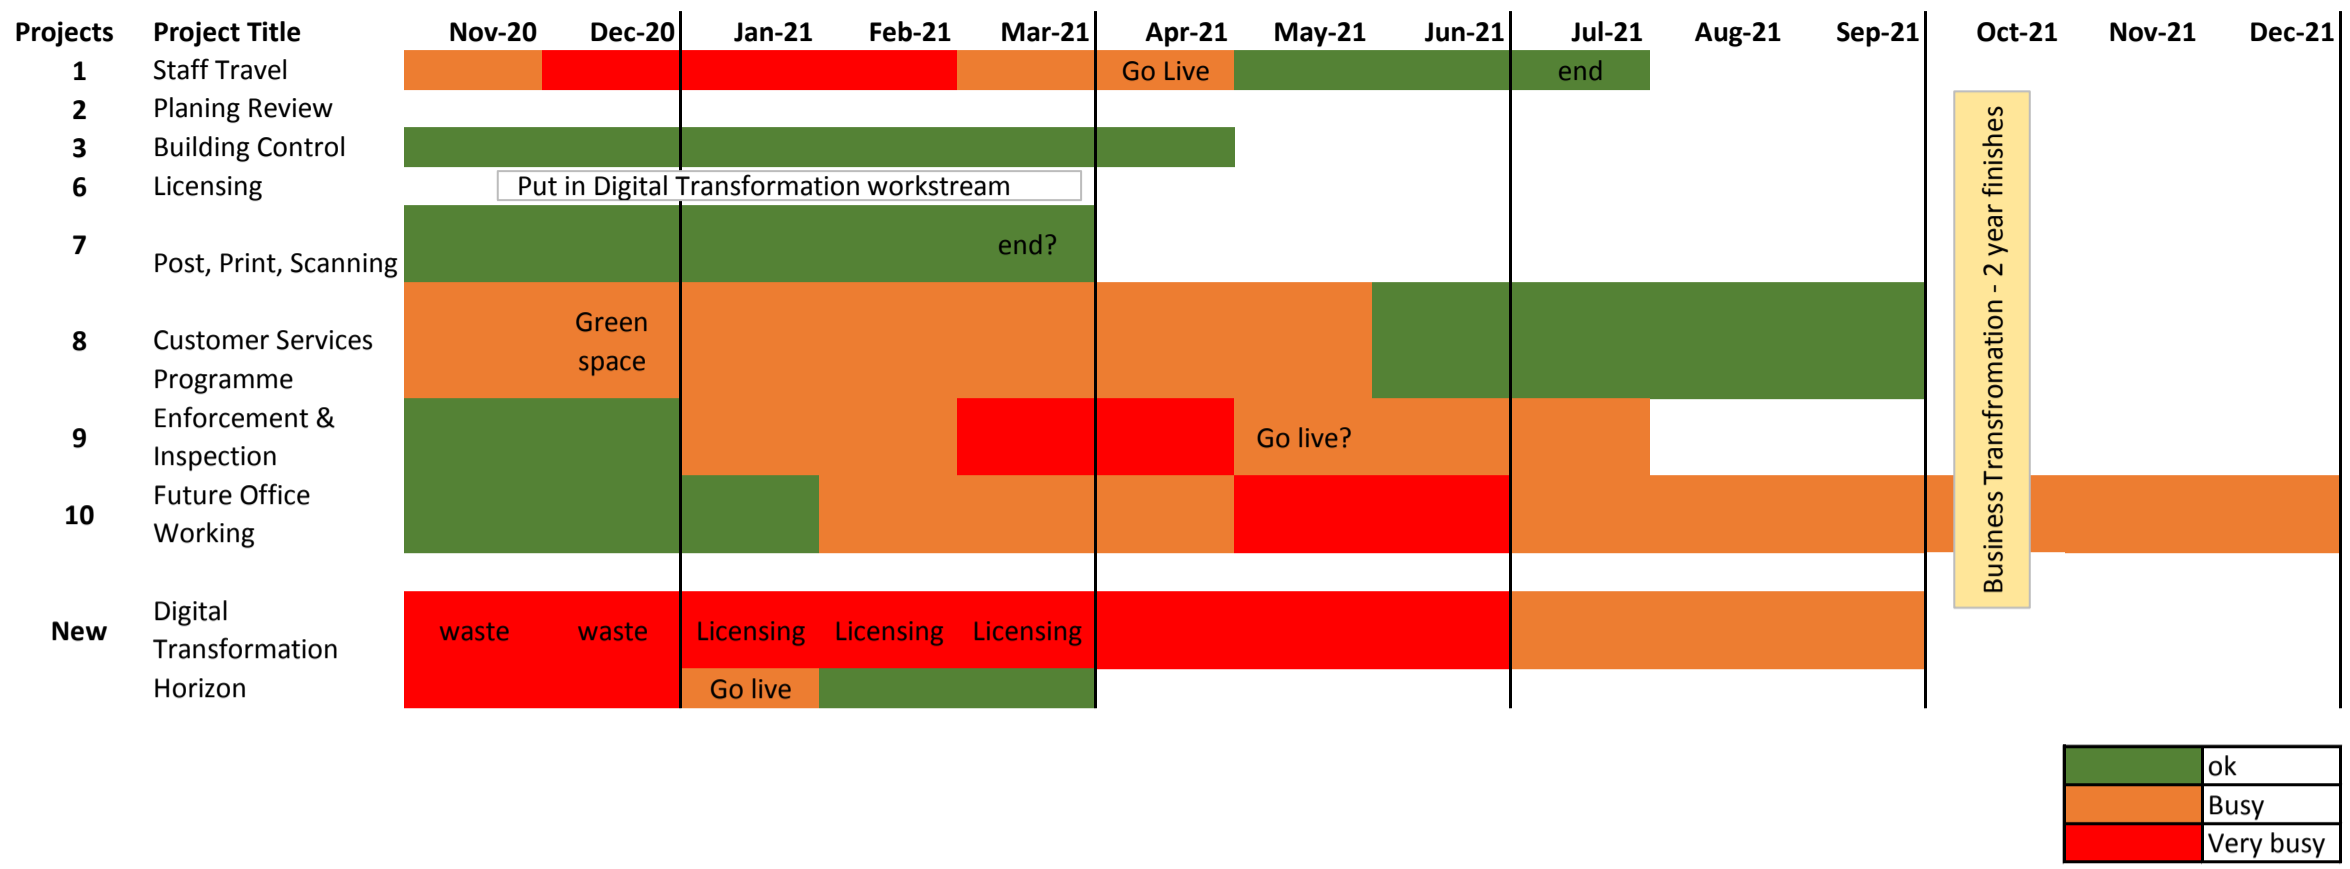 Projects Project Title Nov-20 Dec-20 Jan-21 Feb-21 Mar-21 Apr-21 May-21 Jun-21 Jul-21 Aug-21 Sep-21 Oct-21 Nov-21 Dec-21
1 Staff Travel Go Live end
2 Planing Review
3 Building Control
6 Licensing Put in Digital Transformation workstream
7 Post, Print, Scanning end?
Green
space
8 Customer Services
Programme
Enforcement &
9 Go live?
Inspection
Future Office
10
Working
Business Transfromation - 2 year finishes
Digital
New waste waste Licensing Licensing Licensing
Transformation
Horizon Go live
ok
Busy
Very busy